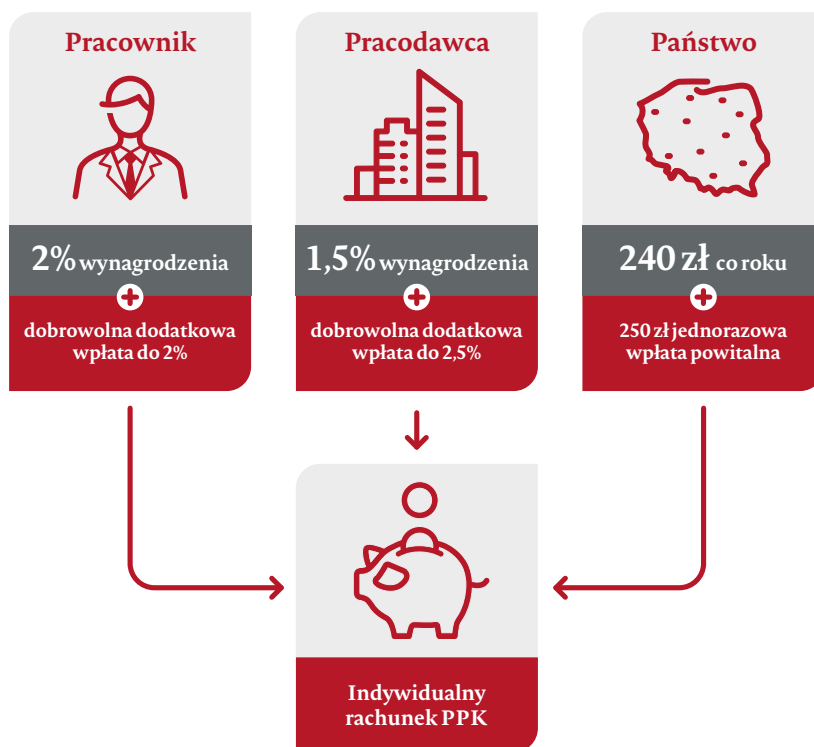 Pracownik
2% wynagrodzenia
dobrowolna dodatkowa
wpłata do 2%
Pracodawca
1,5% wynagrodzenia
dobrowolna dodatkowa
wpłata do 2,5%
Państwo
240 zł co roku
250 zł jednorazowa
wpłata powitalna
Indywidualny
rachunek PPK